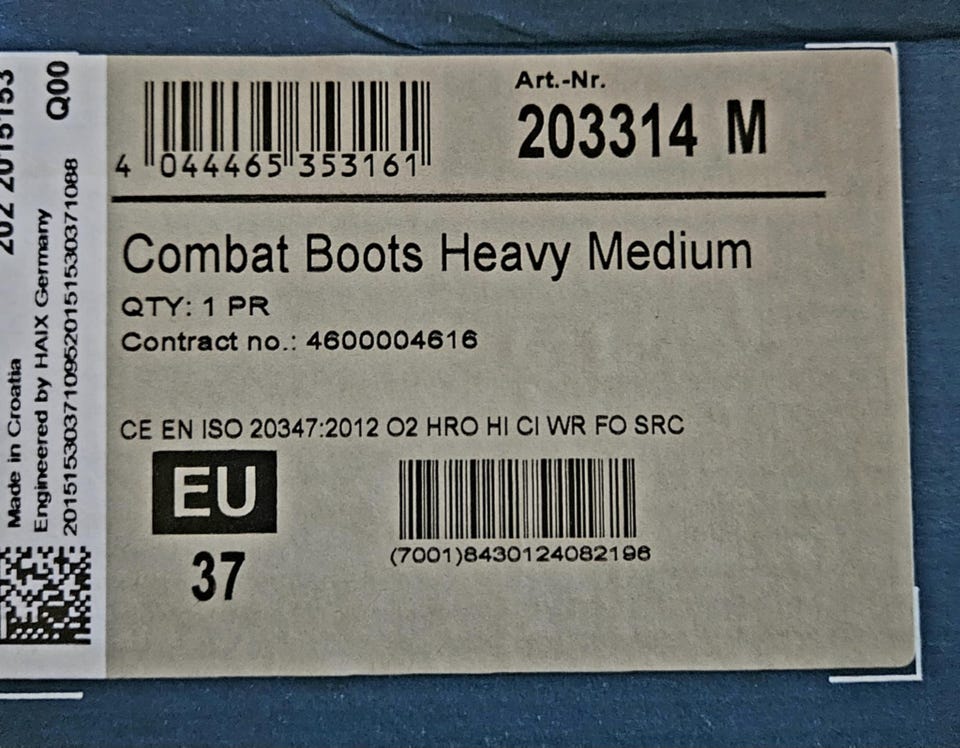 Art.-Nr.
203314 M
4 044465 353161
Combat Boots Heavy Medium
QTY: 1 PR
Contract no.: 4600004616
CE EN ISO 20347:2012 O2 HRO HI CI WR FO SRC
EU
37
(7001)8430124082196
Q00
Made in Croatia
Engineered by HAIX Germany